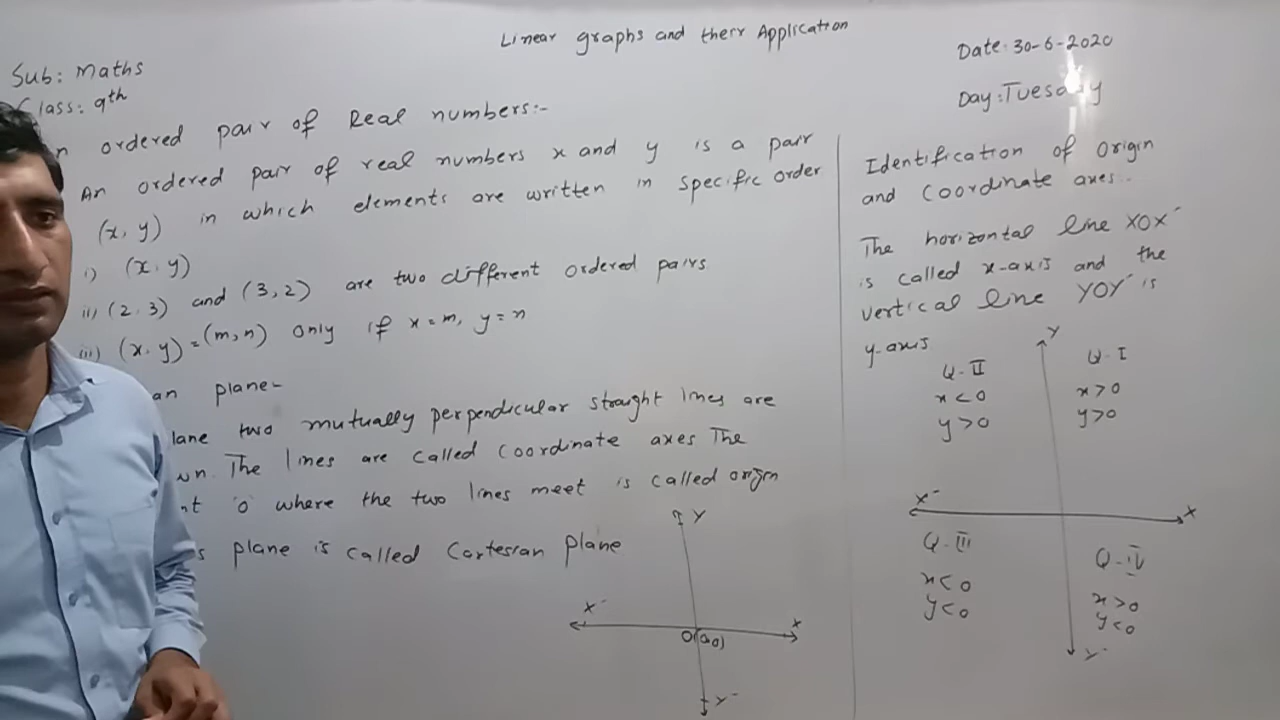 Linear graphs and their Application
Sub: Maths
Class: 9th
Date: 30-6-2020
Day: Tuesday
n ordered pair of Real numbers:-
An ordered pair of real numbers x and y is a pair
(x, y) in which elements are written in specific order
i) (x, y)
ii) (2, 3) and (3, 2) are two different ordered pairs
iii) (x, y) = (m, n) only if x = m, y = n
an plane-
lane two mutually perpendicular straight lines are
wn. The lines are called coordinate axes The
nt 'o' where the two lines meet is called origin
s plane is called Cartesian plane
Y
X′
X
O(0,0)
Y′
Identification of origin
and Coordinate axes..
The horizontal line XOX′
is called x-axis and the
vertical line YOY′ is
y-axis
Y
Q-II
x < 0
y > 0
Q-I
x > 0
y > 0
X′
X
Q-III
x < 0
y < 0
Q-IV
x > 0
y < 0
Y′